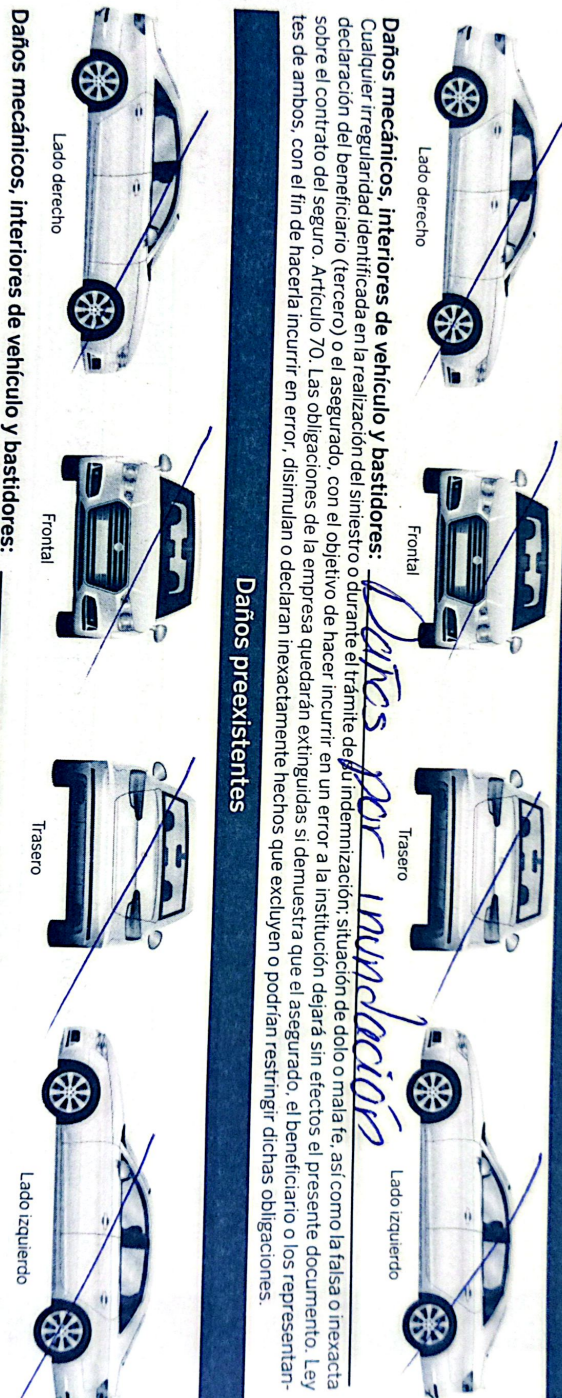 Lado derecho
Frontal
Trasero
Lado izquierdo
Daños mecánicos, interiores de vehículo y bastidores: Daños por inundación
Cualquier irregularidad identificada en la realización del siniestro o durante el trámite de su indemnización; situación de dolo o mala fe, así como la falsa o inexacta
declaración del beneficiario (tercero) o el asegurado, con el objetivo de hacer incurrir en un error a la institución dejará sin efectos el presente documento. Ley
sobre el contrato del seguro. Artículo 70. Las obligaciones de la empresa quedarán extinguidas si demuestra que el asegurado, el beneficiario o los representan-
tes de ambos, con el fin de hacerla incurrir en error, disimulan o declaran inexactamente hechos que excluyen o podrían restringir dichas obligaciones.
Daños preexistentes
Lado derecho
Frontal
Trasero
Lado izquierdo
Daños mecánicos, interiores de vehículo y bastidores: